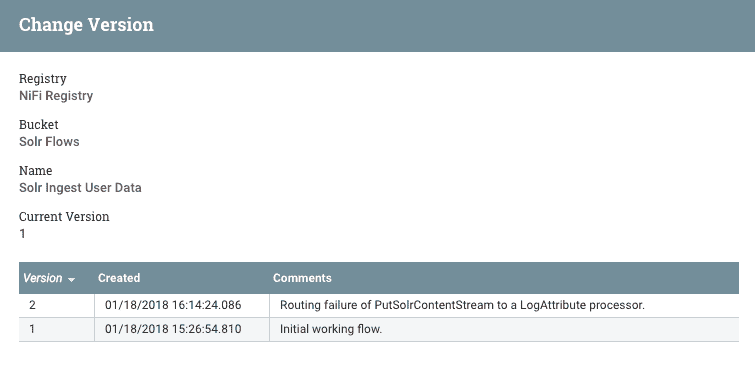 Change Version
Registry
NiFi Registry
Bucket
Solr Flows
Name
Solr Ingest User Data
Current Version
1
Version Created Comments
2 01/18/2018 16:14:24.086 Routing failure of PutSolrContentStream to a LogAttribute processor.
1 01/18/2018 15:26:54.810 Initial working flow.